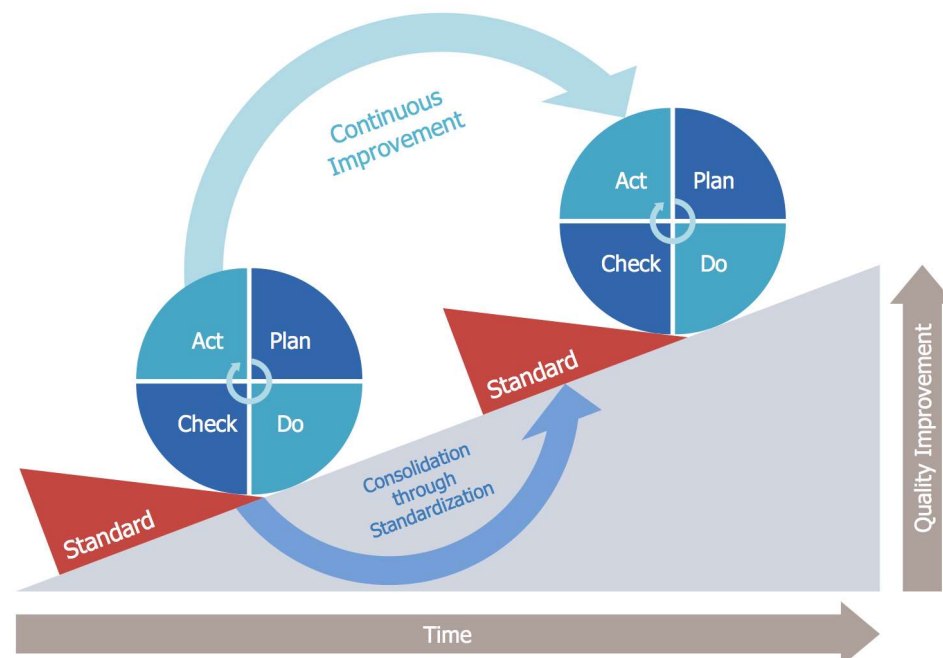 Continuous
Improvement
Act
Plan
Check
Do
Act
Plan
Check
Do
Standard
Standard
Consolidation
through
Standardization
Quality Improvement
Time